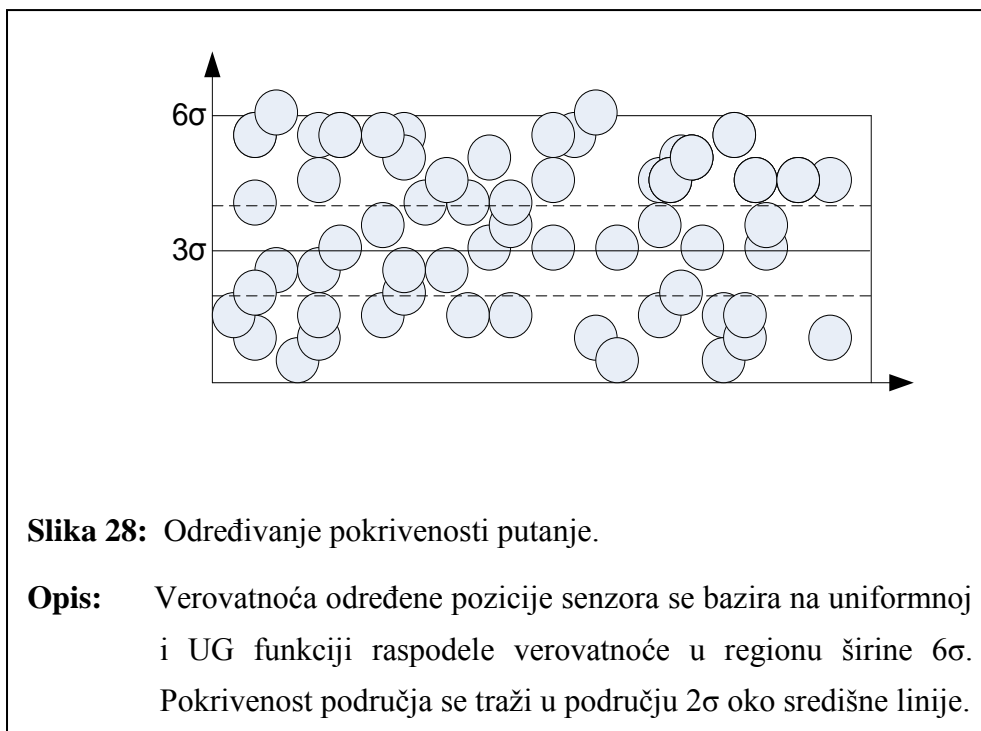 6σ
3σ
Slika 28: Određivanje pokrivenosti putanje.
Opis: Verovatnoća određene pozicije senzora se bazira na uniformnoj
i UG funkciji raspodele verovatnoće u regionu širine 6σ.
Pokrivenost područja se traži u području 2σ oko središne linije.